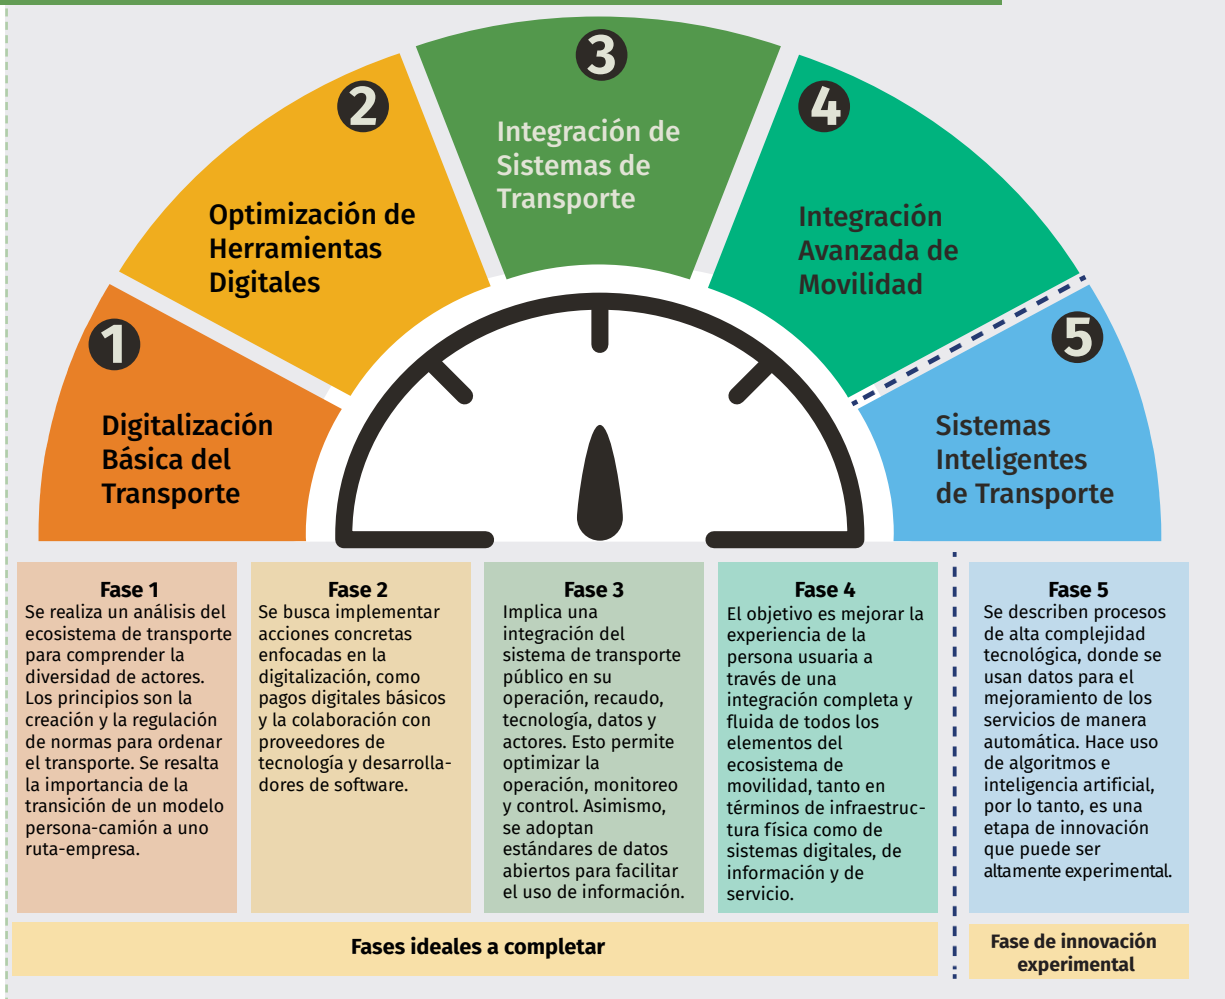 1
Digitalización
Básica del
Transporte
2
Optimización de
Herramientas
Digitales
3
Integración de
Sistemas de
Transporte
4
Integración
Avanzada de
Movilidad
5
Sistemas
Inteligentes
de Transporte
Fase 1
Se realiza un análisis del
ecosistema de transporte
para comprender la
diversidad de actores.
Los principios son la
creación y la regulación
de normas para ordenar
el transporte. Se resalta
la importancia de la
transición de un modelo
persona-camión a uno
ruta-empresa.
Fase 2
Se busca implementar
acciones concretas
enfocadas en la
digitalización, como
pagos digitales básicos
y la colaboración con
proveedores de
tecnología y desarrolla-
dores de software.
Fase 3
Implica una
integración del
sistema de transporte
público en su
operación, recaudo,
tecnología, datos y
actores. Esto permite
optimizar la
operación, monitoreo
y control. Asimismo,
se adoptan
estándares de datos
abiertos para facilitar
el uso de información.
Fase 4
El objetivo es mejorar la
experiencia de la
persona usuaria a
través de una
integración completa y
fluida de todos los
elementos del
ecosistema de
movilidad, tanto en
términos de infraestruc-
tura física como de
sistemas digitales, de
información y de
servicio.
Fase 5
Se describen procesos
de alta complejidad
tecnológica, donde se
usan datos para el
mejoramiento de los
servicios de manera
automática. Hace uso
de algoritmos e
inteligencia artificial,
por lo tanto, es una
etapa de innovación
que puede ser
altamente experimental.
Fases ideales a completar
Fase de innovación
experimental